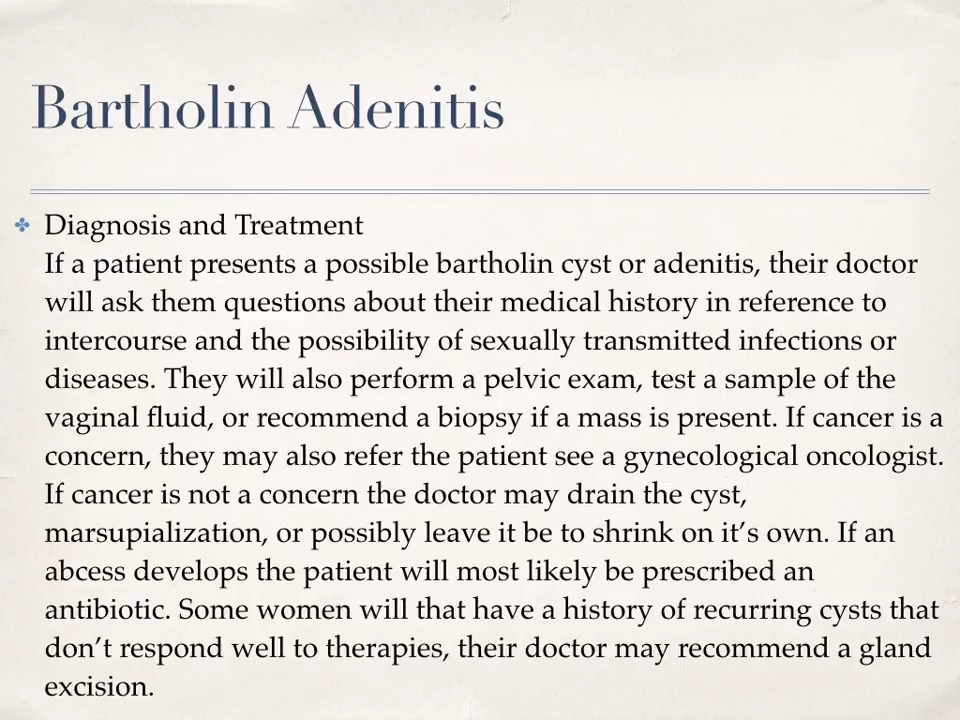 Bartholin Adenitis
Diagnosis and Treatment
If a patient presents a possible bartholin cyst or adenitis, their doctor
will ask them questions about their medical history in reference to
intercourse and the possibility of sexually transmitted infections or
diseases. They will also perform a pelvic exam, test a sample of the
vaginal fluid, or recommend a biopsy if a mass is present. If cancer is a
concern, they may also refer the patient see a gynecological oncologist.
If cancer is not a concern the doctor may drain the cyst,
marsupialization, or possibly leave it be to shrink on it’s own. If an
abcess develops the patient will most likely be prescribed an
antibiotic. Some women will that have a history of recurring cysts that
don’t respond well to therapies, their doctor may recommend a gland
excision.